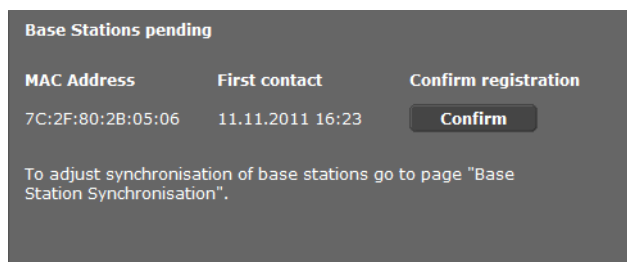 Base Stations pending
MAC Address First contact Confirm registration
7C:2F:80:2B:05:06 11.11.2011 16:23 Confirm
To adjust synchronisation of base stations go to page "Base
Station Synchronisation".